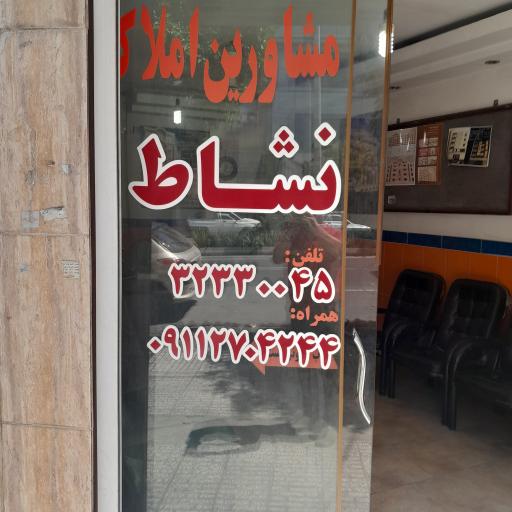 مشاورین املاک
نشاط
تلفن:
۳۲۳۳۰۰۴۵
همراه:
۰۹۱۱۲۷۰۴۲۴۴